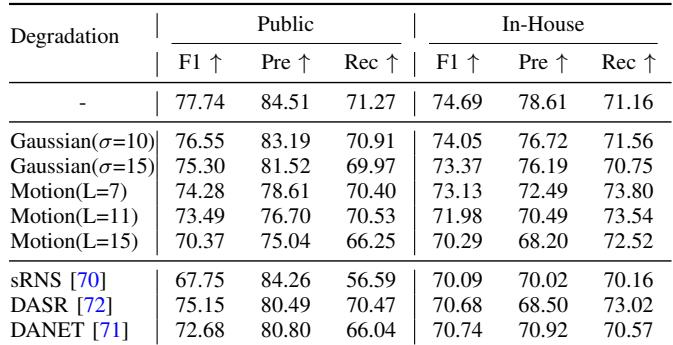 Degradation Public In-House
F1 ↑ Pre ↑ Rec ↑ F1 ↑ Pre ↑ Rec ↑
- 77.74 84.51 71.27 74.69 78.61 71.16
Gaussian(σ=10) 76.55 83.19 70.91 74.05 76.72 71.56
Gaussian(σ=15) 75.30 81.52 69.97 73.37 76.19 70.75
Motion(L=7) 74.28 78.61 70.40 73.13 72.49 73.80
Motion(L=11) 73.49 76.70 70.53 71.98 70.49 73.54
Motion(L=15) 70.37 75.04 66.25 70.29 68.20 72.52
sRNS [70] 67.75 84.26 56.59 70.09 70.02 70.16
DASR [72] 75.15 80.49 70.47 70.68 68.50 73.02
DANET [71] 72.68 80.80 66.04 70.74 70.92 70.57